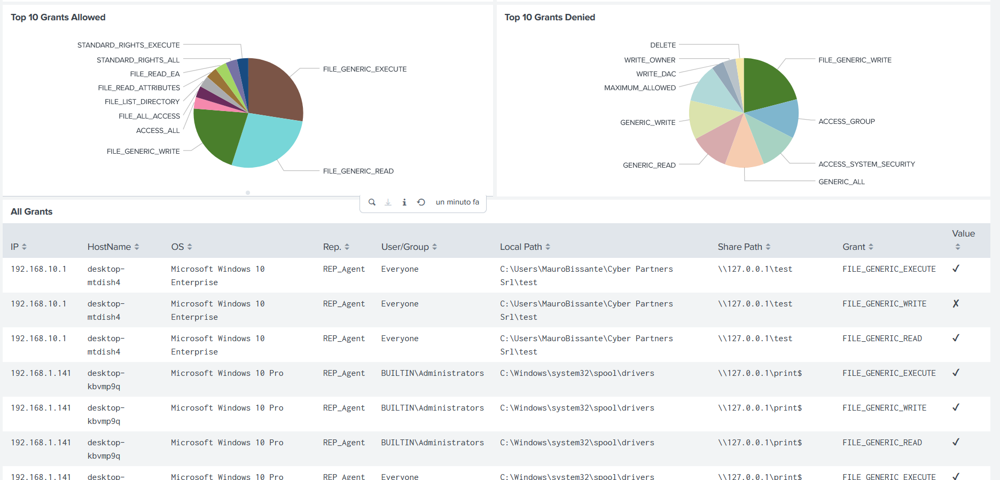 Top 10 Grants Allowed
STANDARD_RIGHTS_EXECUTE
STANDARD_RIGHTS_ALL
FILE_READ_EA
FILE_READ_ATTRIBUTES
FILE_LIST_DIRECTORY
FILE_ALL_ACCESS
ACCESS_ALL
FILE_GENERIC_WRITE
FILE_GENERIC_EXECUTE
FILE_GENERIC_READ
Top 10 Grants Denied
DELETE
WRITE_OWNER
WRITE_DAC
MAXIMUM_ALLOWED
GENERIC_WRITE
GENERIC_READ
FILE_GENERIC_WRITE
ACCESS_GROUP
ACCESS_SYSTEM_SECURITY
GENERIC_ALL
un minuto fa
All Grants
IP HostName OS Rep. User/Group Local Path Share Path Grant Value
192.168.10.1 desktop- Microsoft Windows 10 REP_Agent Everyone C:\Users\MauroBissante\Cyber Partners \\127.0.0.1\test FILE_GENERIC_EXECUTE ✓
mtdish4 Enterprise Srl\test
192.168.10.1 desktop- Microsoft Windows 10 REP_Agent Everyone C:\Users\MauroBissante\Cyber Partners \\127.0.0.1\test FILE_GENERIC_WRITE ✗
mtdish4 Enterprise Srl\test
192.168.10.1 desktop- Microsoft Windows 10 REP_Agent Everyone C:\Users\MauroBissante\Cyber Partners \\127.0.0.1\test FILE_GENERIC_READ ✓
mtdish4 Enterprise Srl\test
192.168.1.141 desktop- Microsoft Windows 10 Pro REP_Agent BUILTIN\Administrators C:\Windows\system32\spool\drivers \\127.0.0.1\print$ FILE_GENERIC_EXECUTE ✓
kbvmp9q
192.168.1.141 desktop- Microsoft Windows 10 Pro REP_Agent BUILTIN\Administrators C:\Windows\system32\spool\drivers \\127.0.0.1\print$ FILE_GENERIC_WRITE ✓
kbvmp9q
192.168.1.141 desktop- Microsoft Windows 10 Pro REP_Agent BUILTIN\Administrators C:\Windows\system32\spool\drivers \\127.0.0.1\print$ FILE_GENERIC_READ ✓
kbvmp9q
192.168.1.141 desktop- Microsoft Windows 10 Pro REP_Agent Everyone C:\Windows\system32\spool\drivers \\127.0.0.1\print$ FILE_GENERIC_EXECUTE ✓